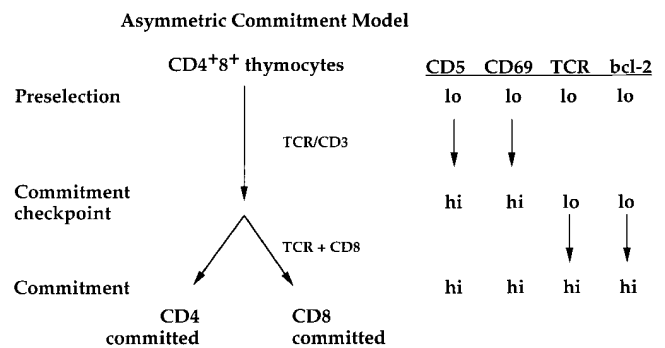 Asymmetric Commitment Model
CD4+8+ thymocytes
CD5 CD69 TCR bcl-2
Preselection
lo lo lo lo
TCR/CD3
Commitment
checkpoint
hi hi lo lo
TCR + CD8
Commitment
hi hi hi hi
CD4
committed
CD8
committed